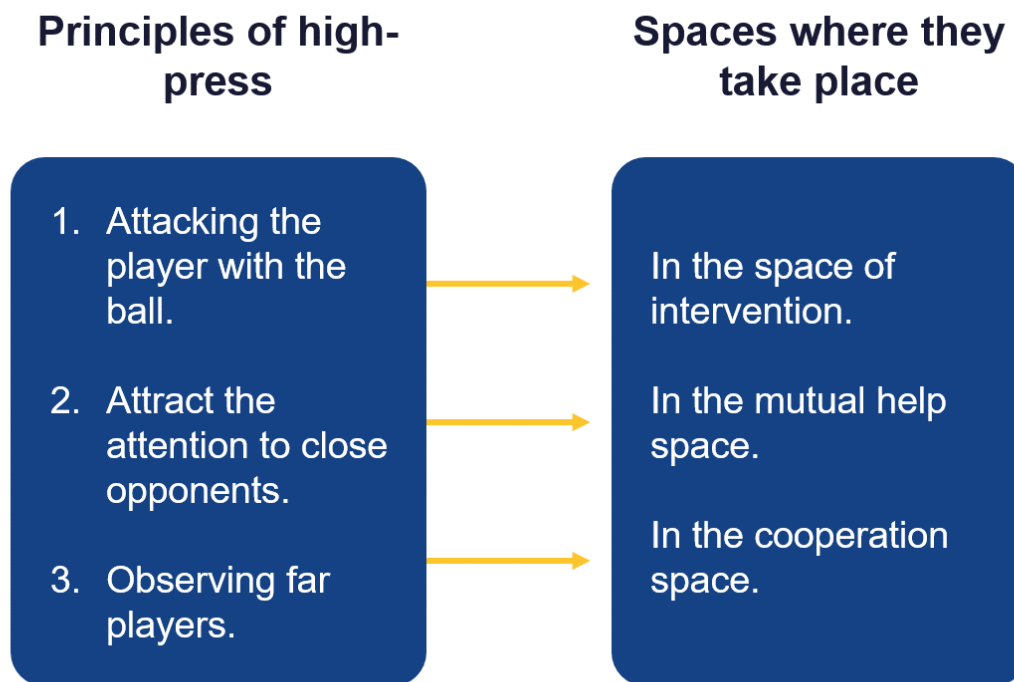 Principles of high-
press
Spaces where they
take place
1. Attacking the
player with the
ball.
2. Attract the
attention to close
opponents.
3. Observing far
players.
In the space of
intervention.
In the mutual help
space.
In the cooperation
space.